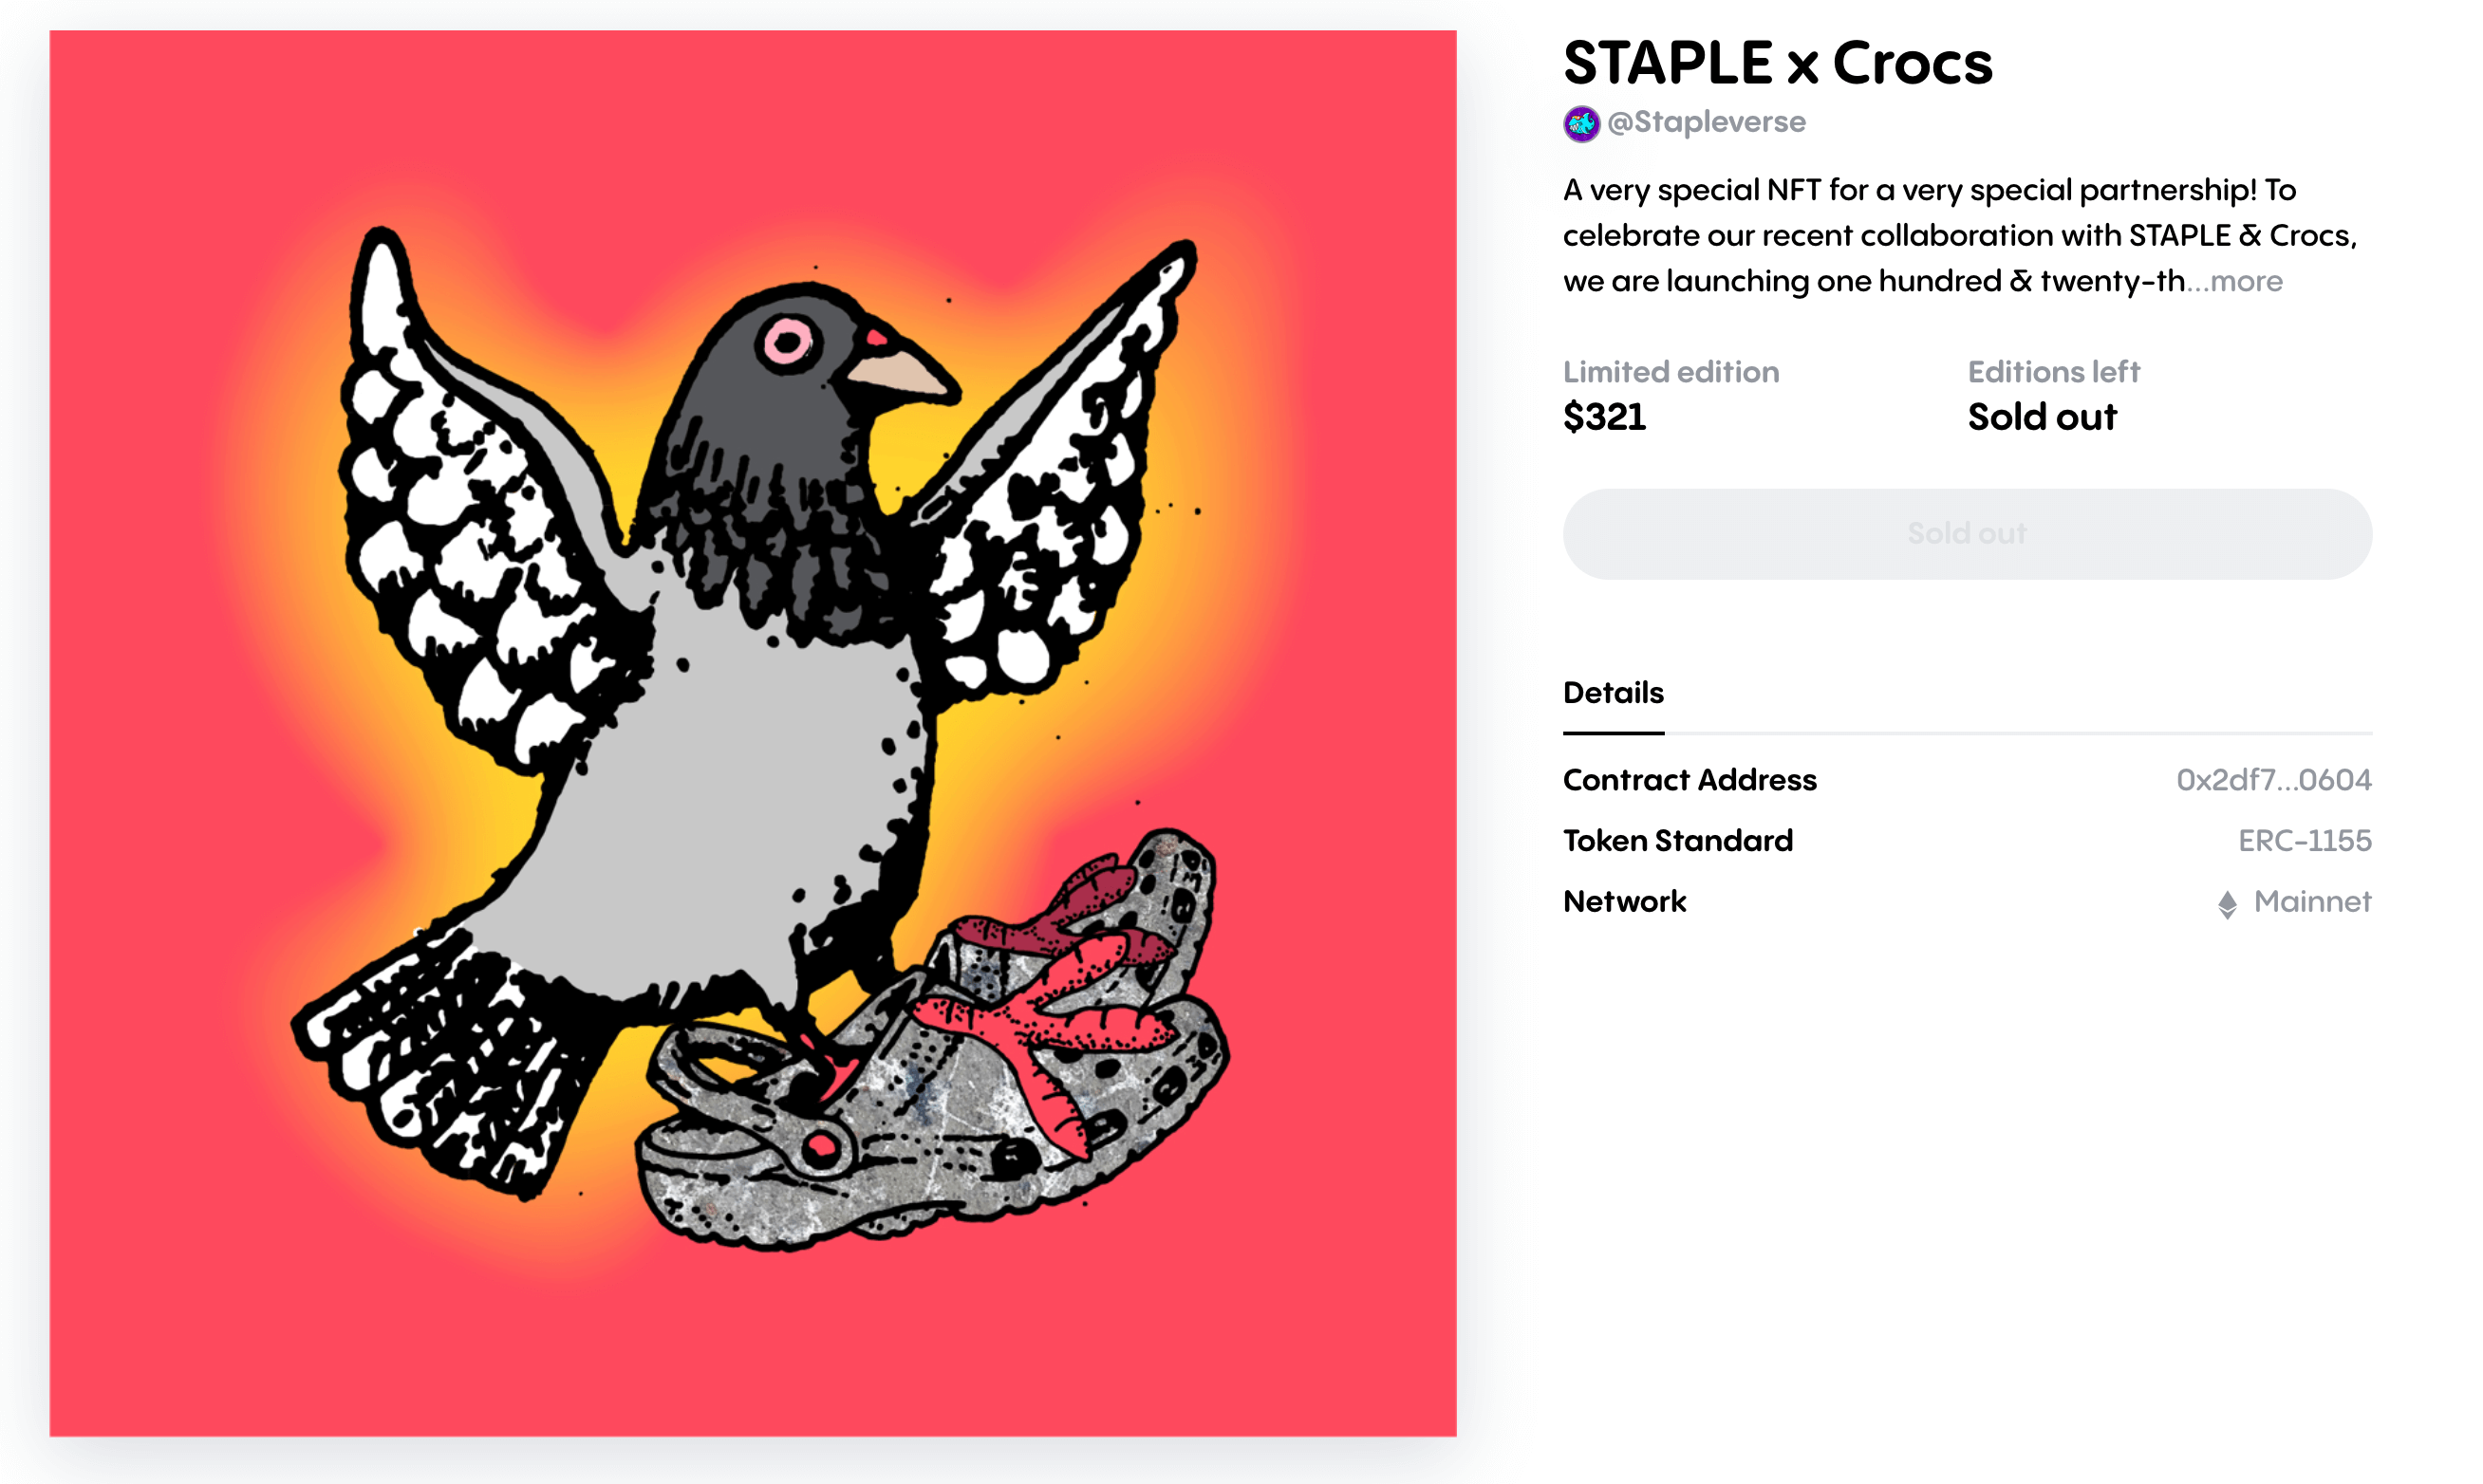 STAPLE x Crocs
@Stapleverse
A very special NFT for a very special partnership! To
celebrate our recent collaboration with STAPLE & Crocs,
we are launching one hundred & twenty-th...more
Limited edition
Editions left
$321
Sold out
Sold out
Details
Contract Address
0x2df7...0604
Token Standard
ERC-1155
Network
Mainnet